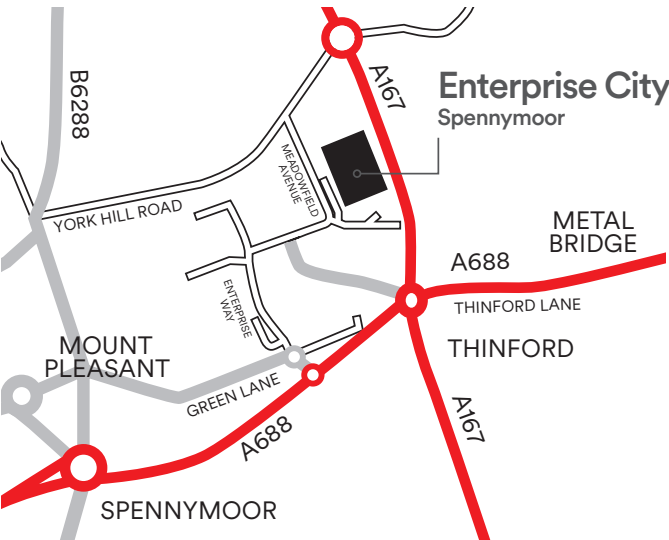 B6288
A167
Enterprise City
Spennymoor
MEADOWFIELD
AVENUE
YORK HILL ROAD
METAL
BRIDGE
A688
THINFORD LANE
ENTERPRISE
WAY
MOUNT
PLEASANT
THINFORD
GREEN LANE
A688
A167
SPENNYMOOR